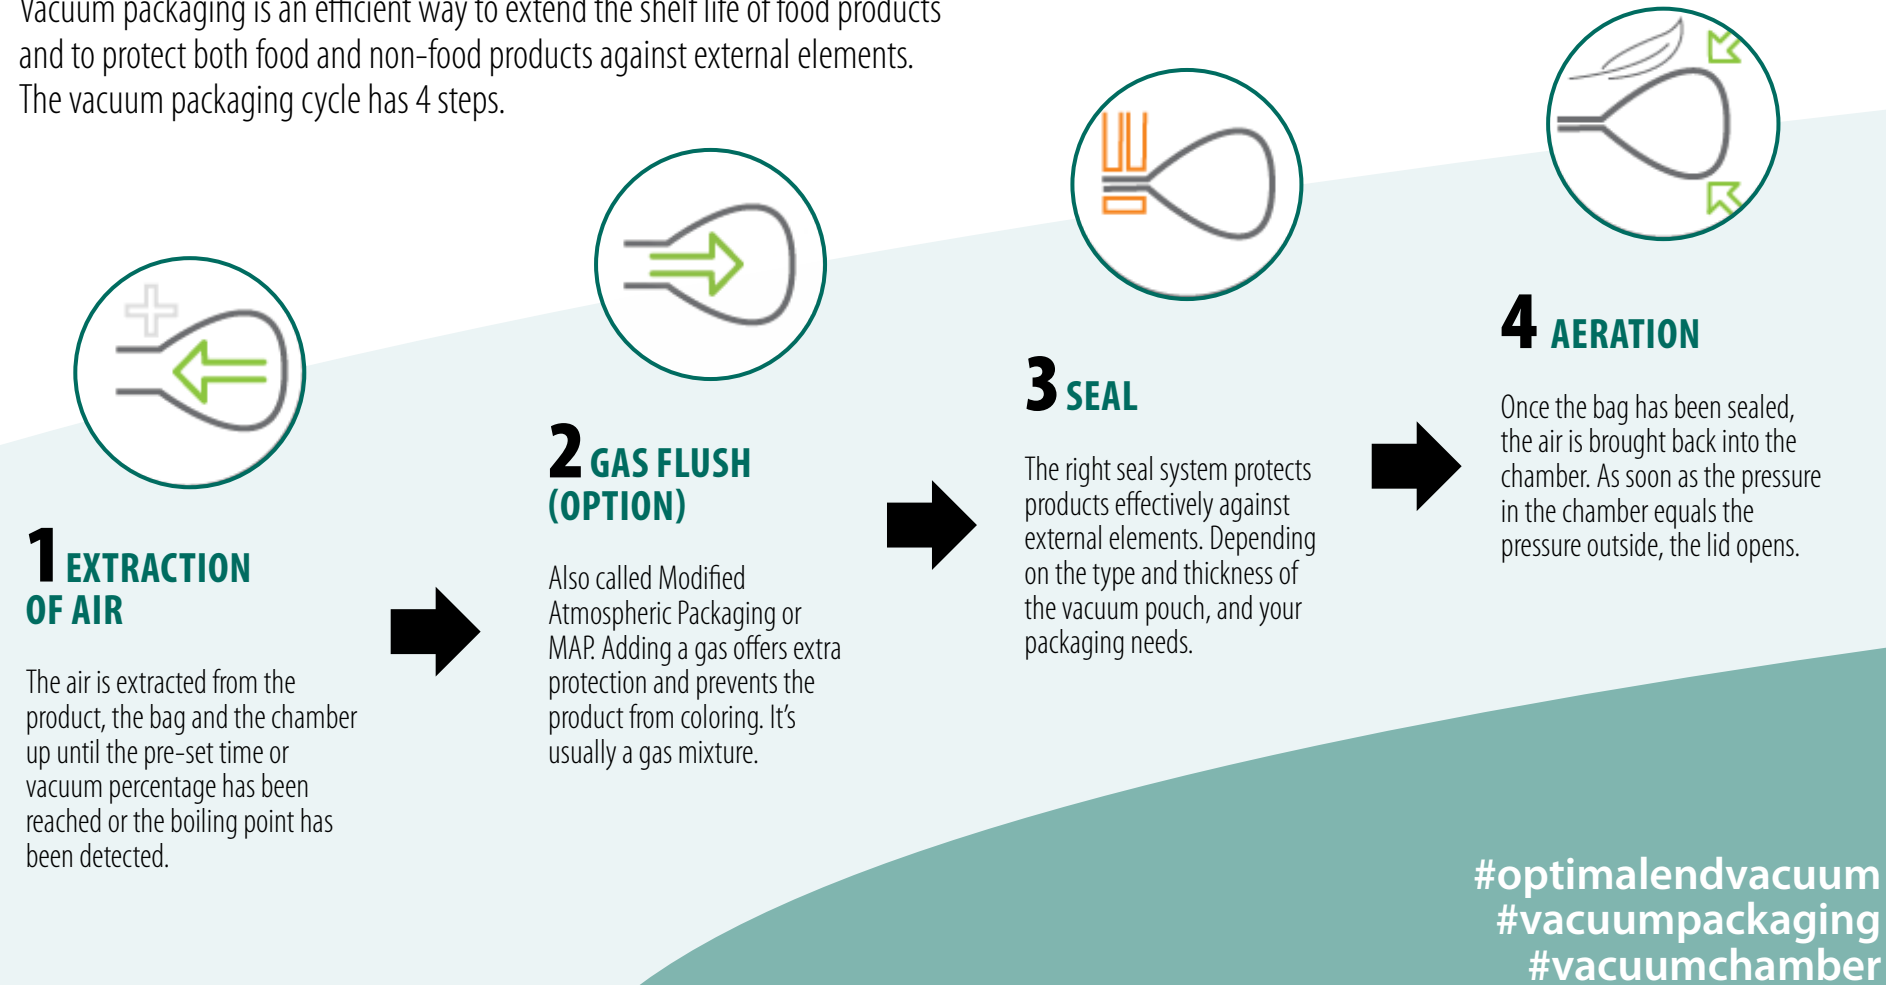 Vacuum packaging is an efficient way to extend the shelf life of food products
and to protect both food and non-food products against external elements.
The vacuum packaging cycle has 4 steps.
1 EXTRACTION
OF AIR
The air is extracted from the
product, the bag and the chamber
up until the pre-set time or
vacuum percentage has been
reached or the boiling point has
been detected.
2 GAS FLUSH
(OPTION)
Also called Modified
Atmospheric Packaging or
MAP. Adding a gas offers extra
protection and prevents the
product from coloring. It's
usually a gas mixture.
3 SEAL
The right seal system protects
products effectively against
external elements. Depending
on the type and thickness of
the vacuum pouch, and your
packaging needs.
4 AERATION
Once the bag has been sealed,
the air is brought back into the
chamber. As soon as the pressure
in the chamber equals the
pressure outside, the lid opens.
#optimalendvacuum
#vacuumpackaging
#vacuumchamber